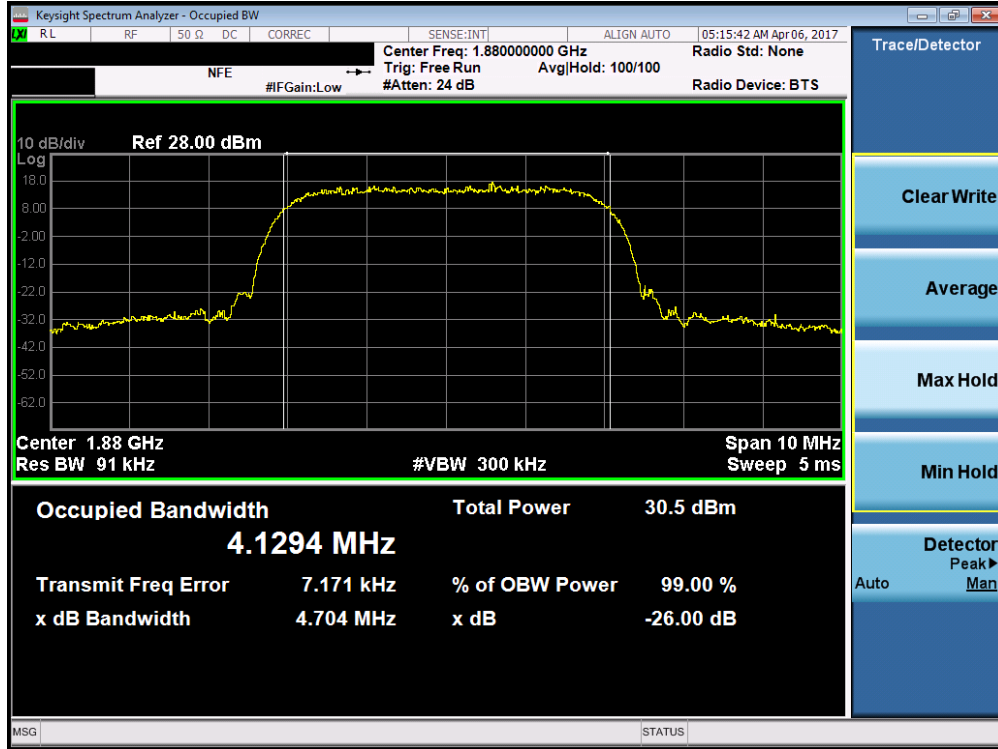 Keysight Spectrum Analyzer - Occupied BW
LXI RL RF 50 Ω DC CORREC SENSE:INT ALIGN AUTO 05:15:42 AM Apr 06, 2017
Center Freq: 1.880000000 GHz Radio Std: None
NFE Trig: Free Run Avg|Hold: 100/100
#IFGain:Low #Atten: 24 dB Radio Device: BTS
10 dB/div Ref 28.00 dBm
Log
18.0
8.00
-2.00
-12.0
-22.0
-32.0
-42.0
-52.0
-62.0
Center 1.88 GHz Span 10 MHz
Res BW 91 kHz #VBW 300 kHz Sweep 5 ms
Occupied Bandwidth Total Power 30.5 dBm
4.1294 MHz
Transmit Freq Error 7.171 kHz % of OBW Power 99.00 %
x dB Bandwidth 4.704 MHz x dB -26.00 dB
MSG STATUS
Trace/Detector
Clear Write
Average
Max Hold
Min Hold
Detector
Peak▶
Auto Man